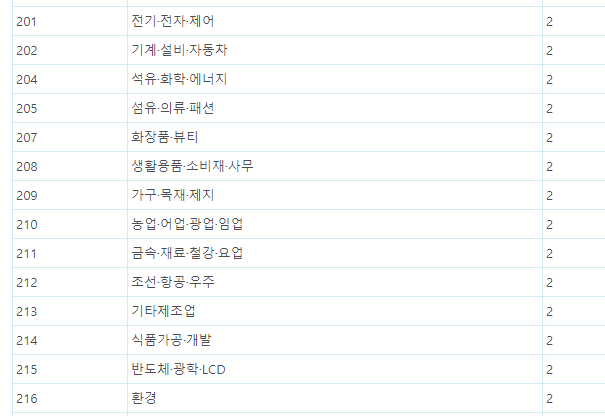 201 전기·전자·제어 2
202 기계·설비·자동차 2
204 석유·화학·에너지 2
205 섬유·의류·패션 2
207 화장품·뷰티 2
208 생활용품·소비재·사무 2
209 가구·목재·제지 2
210 농업·어업·광업·임업 2
211 금속·재료·철강·요업 2
212 조선·항공·우주 2
213 기타제조업 2
214 식품가공·개발 2
215 반도체·광학·LCD 2
216 환경 2